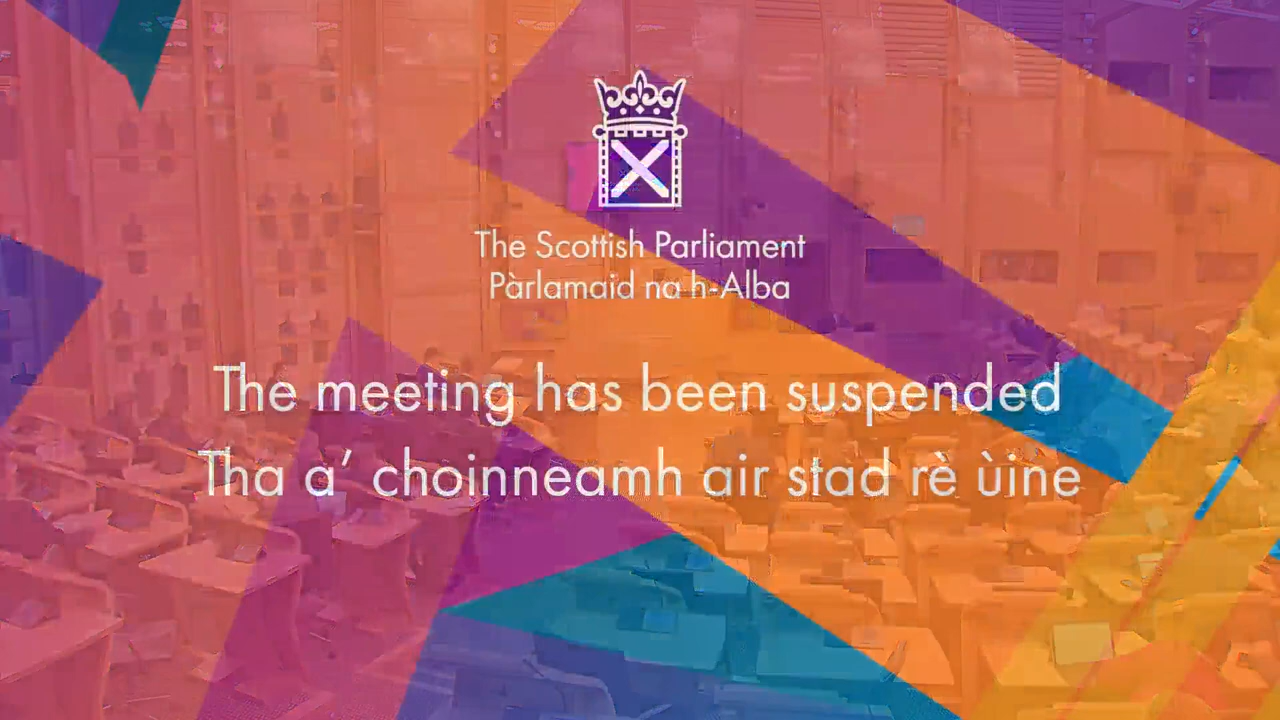 The Scottish Parliament
Pàrlamaid na h-Alba
The meeting has been suspended
Tha a’ choinneamh air stad rè ùine